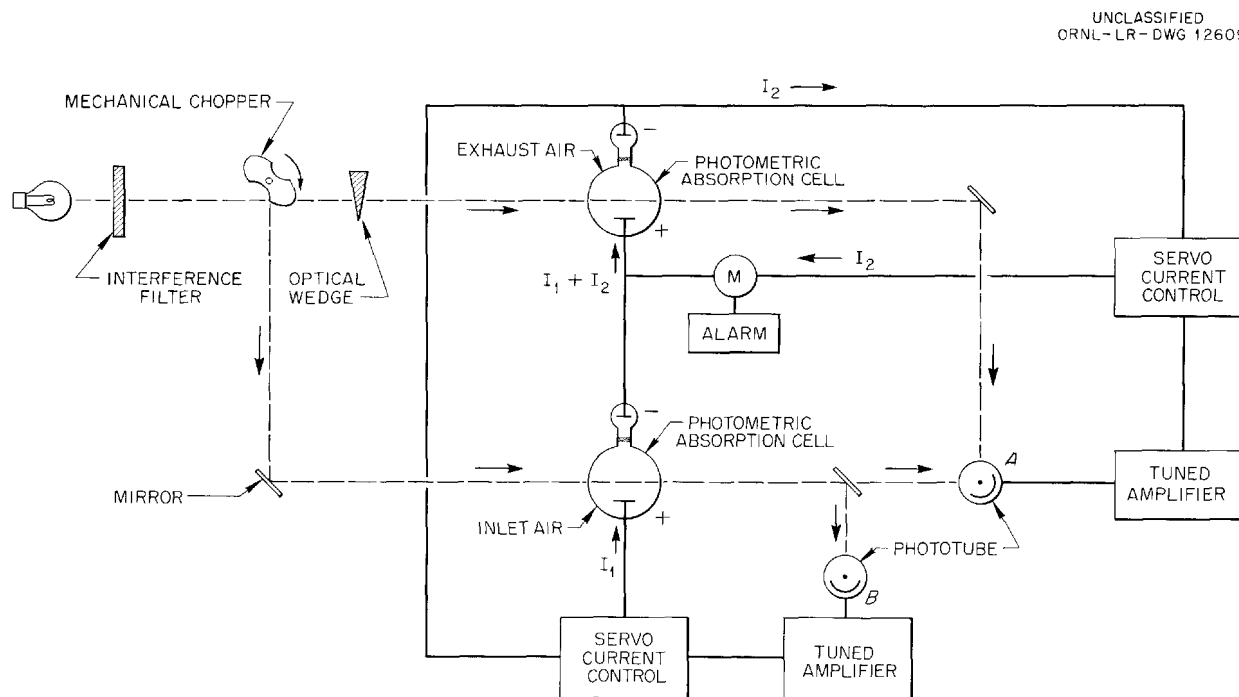 UNCLASSIFIED
ORNL-LR-DWG 12609
I2
MECHANICAL CHOPPER
EXHAUST AIR
−
PHOTOMETRIC
ABSORPTION CELL
+
INTERFERENCE
FILTER
OPTICAL
WEDGE
I1 + I2
M
I2
ALARM
SERVO
CURRENT
CONTROL
−
PHOTOMETRIC
ABSORPTION CELL
MIRROR
INLET AIR
+
A
TUNED
AMPLIFIER
I1
PHOTOTUBE
B
SERVO
CURRENT
CONTROL
TUNED
AMPLIFIER